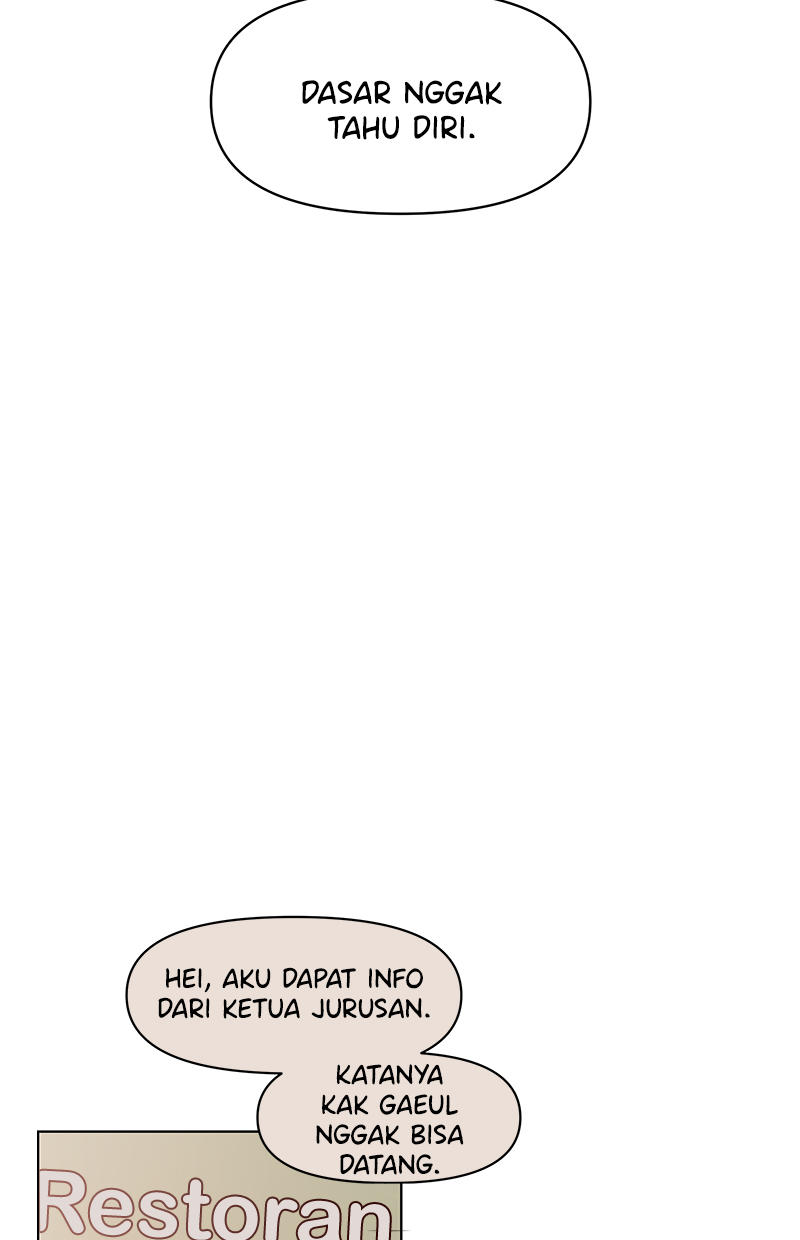 DASAR NGGAK
TAHU DIRI.
HEI, AKU DAPAT INFO
DARI KETUA JURUSAN.
KATANYA
KAK GAEUL
NGGAK BISA
DATANG.
Restoran